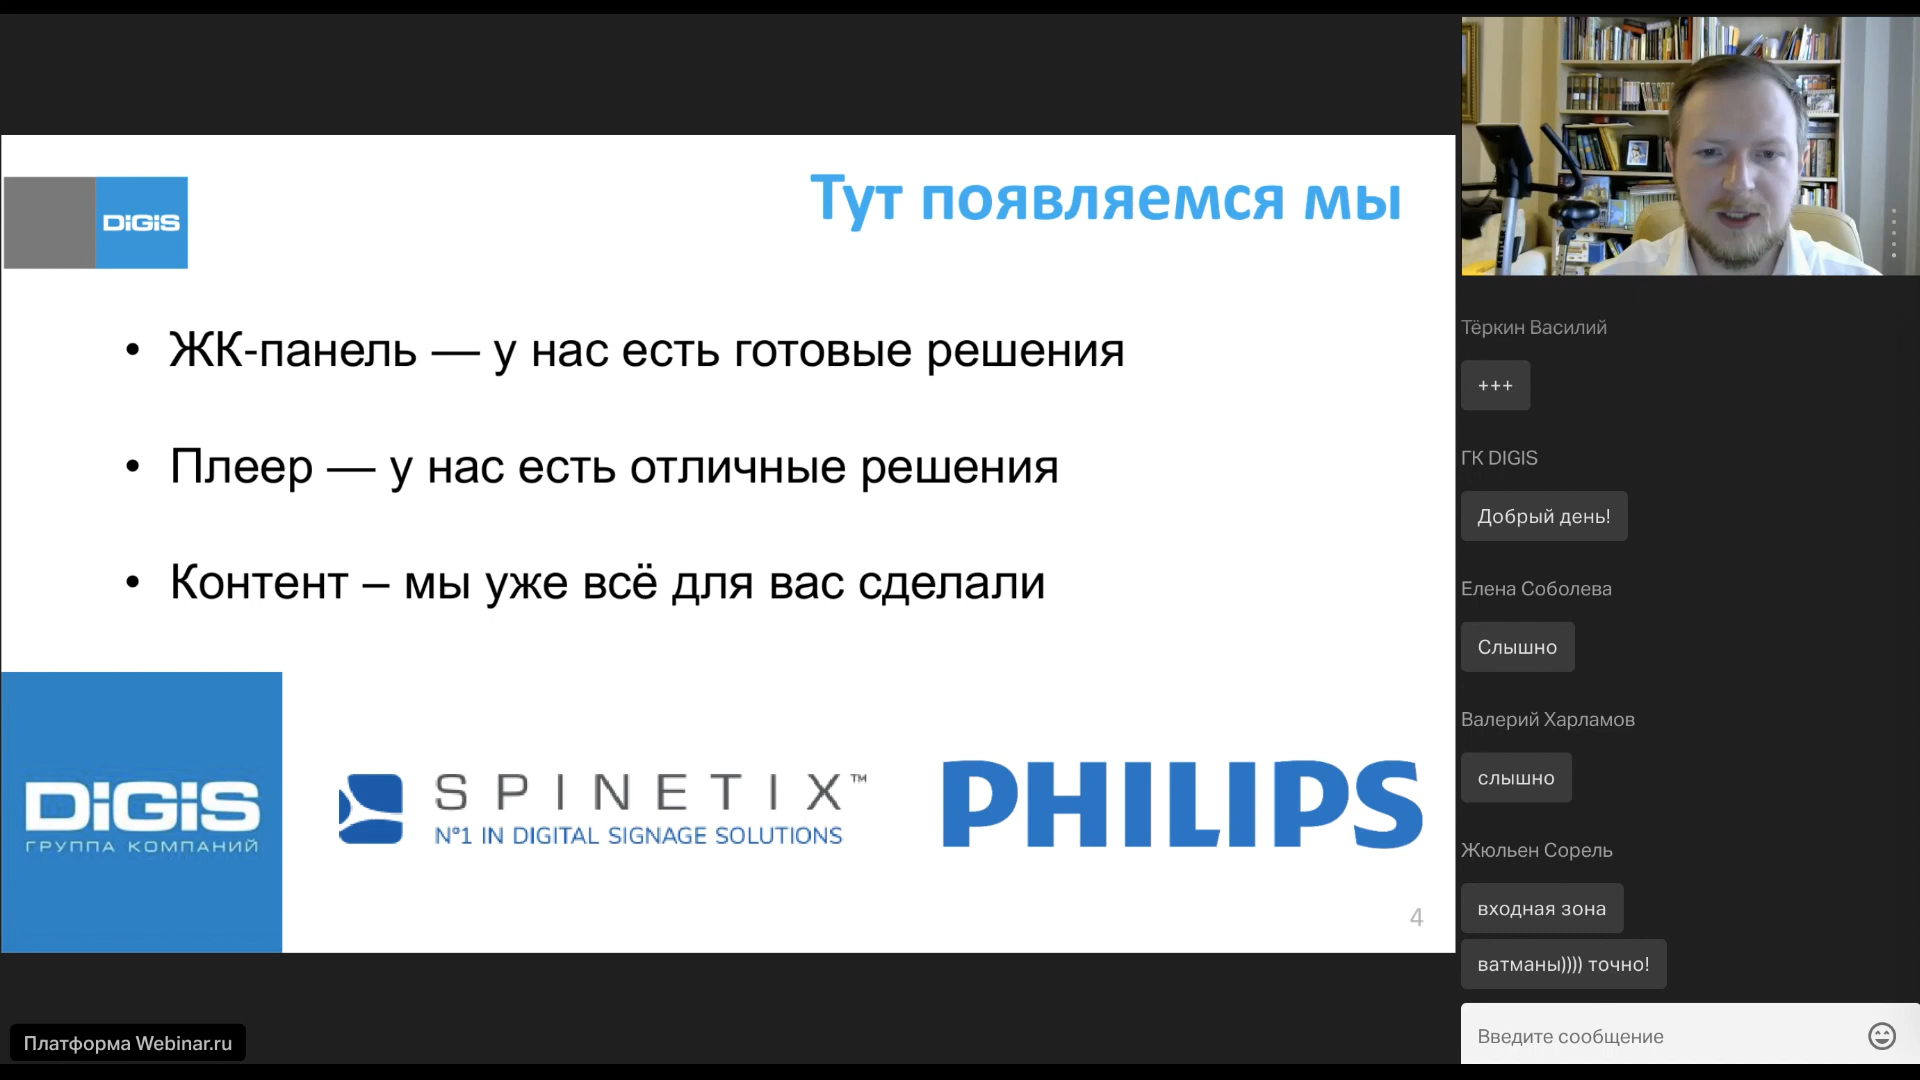 DiGiS
Тут появляемся мы
• ЖК-панель — у нас есть готовые решения
• Плеер — у нас есть отличные решения
• Контент – мы уже всё для вас сделали
DiGiS
ГРУППА КОМПАНИЙ
SPINETIX™
N°1 IN DIGITAL SIGNAGE SOLUTIONS
PHILIPS
4
Платформа Webinar.ru
Тёркин Василий
+++
ГК DIGIS
Добрый день!
Елена Соболева
Слышно
Валерий Харламов
слышно
Жюльен Сорель
входная зона
ватманы)))) точно!
Введите сообщение